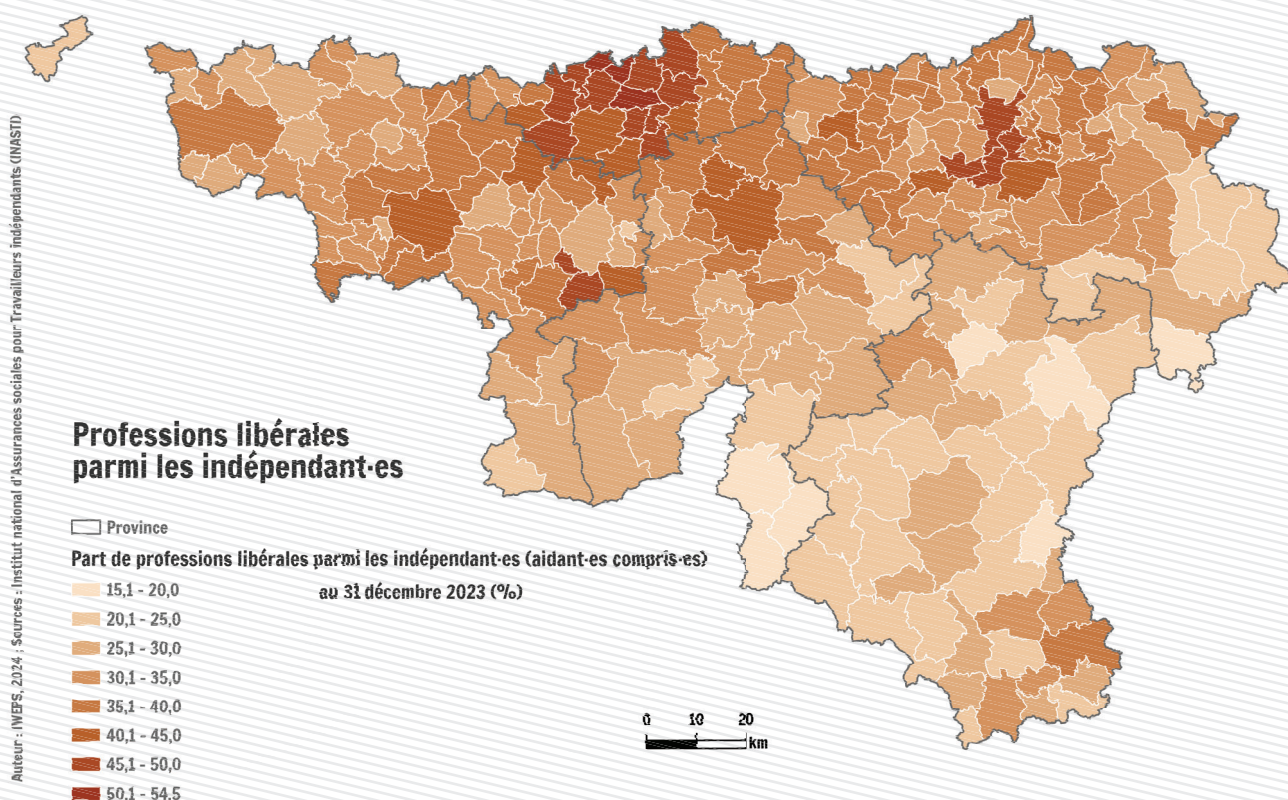 Auteur : IWEPS, 2024 ; Sources : Institut national d'Assurances sociales pour Travailleurs indépendants (INASTI)
Professions libérales
parmi les indépendant·es
Province
Part de professions libérales parmi les indépendant·es (aidant·es compris·es)
au 31 décembre 2023 (%)
15,1 - 20,0
20,1 - 25,0
25,1 - 30,0
30,1 - 35,0
35,1 - 40,0
40,1 - 45,0
45,1 - 50,0
50,1 - 54,5
0 10 20
km